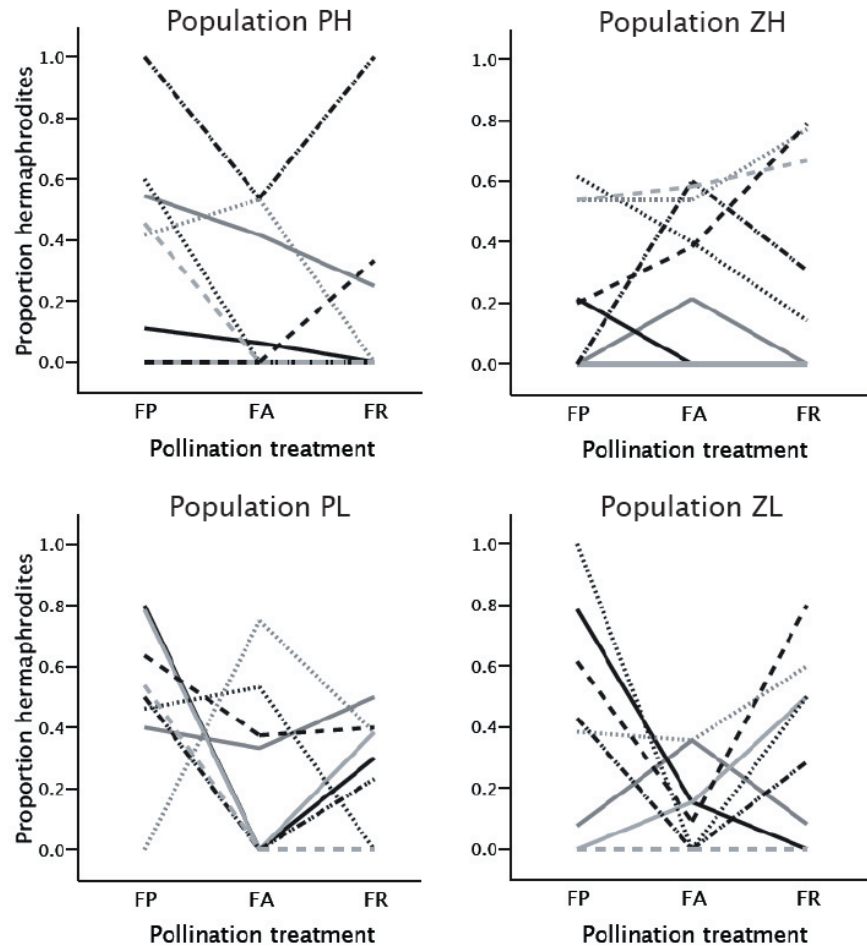 Population PH
Proportion hermaphrodites
1.0
0.8
0.6
0.4
0.2
0.0
FP FA FR
Pollination treatment
Population ZH
1.0
0.8
0.6
0.4
0.2
0.0
FP FA FR
Pollination treatment
Population PL
Proportion hermaphrodites
1.0
0.8
0.6
0.4
0.2
0.0
FP FA FR
Pollination treatment
Population ZL
1.0
0.8
0.6
0.4
0.2
0.0
FP FA FR
Pollination treatment